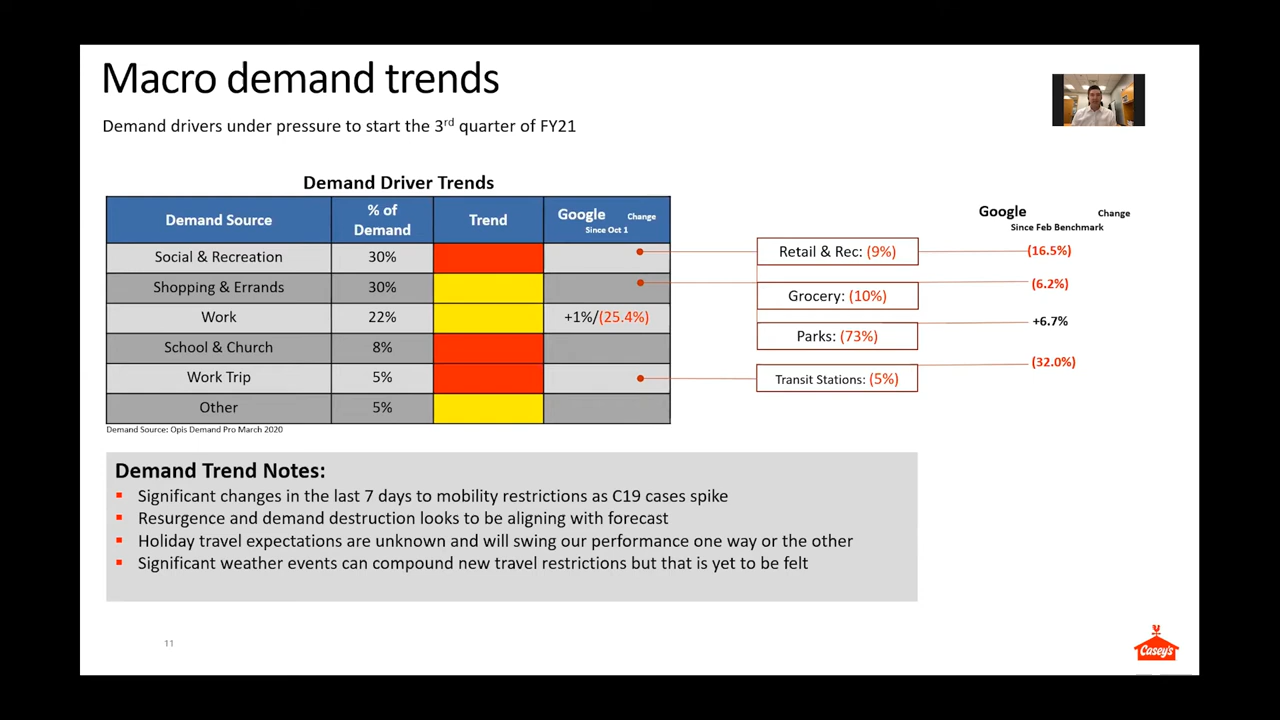 Macro demand trends
Demand drivers under pressure to start the 3rd quarter of FY21
Demand Driver Trends
Demand Source
% of
Demand
Trend
Google Change
Since Oct 1
Social & Recreation 30%
Shopping & Errands 30%
Work 22% +1%/(25.4%)
School & Church 8%
Work Trip 5%
Other 5%
Demand Source: Opis Demand Pro March 2020
Google Change
Since Feb Benchmark
Retail & Rec: (9%) (16.5%)
Grocery: (10%) (6.2%)
Parks: (73%) +6.7%
Transit Stations: (5%) (32.0%)
Demand Trend Notes:
▪ Significant changes in the last 7 days to mobility restrictions as C19 cases spike
▪ Resurgence and demand destruction looks to be aligning with forecast
▪ Holiday travel expectations are unknown and will swing our performance one way or the other
▪ Significant weather events can compound new travel restrictions but that is yet to be felt
11
Casey's